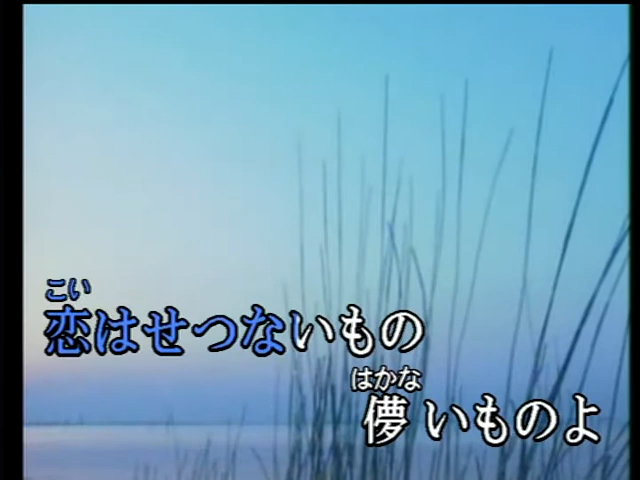 こい
恋はせつないもの
はかな
儚いものよ